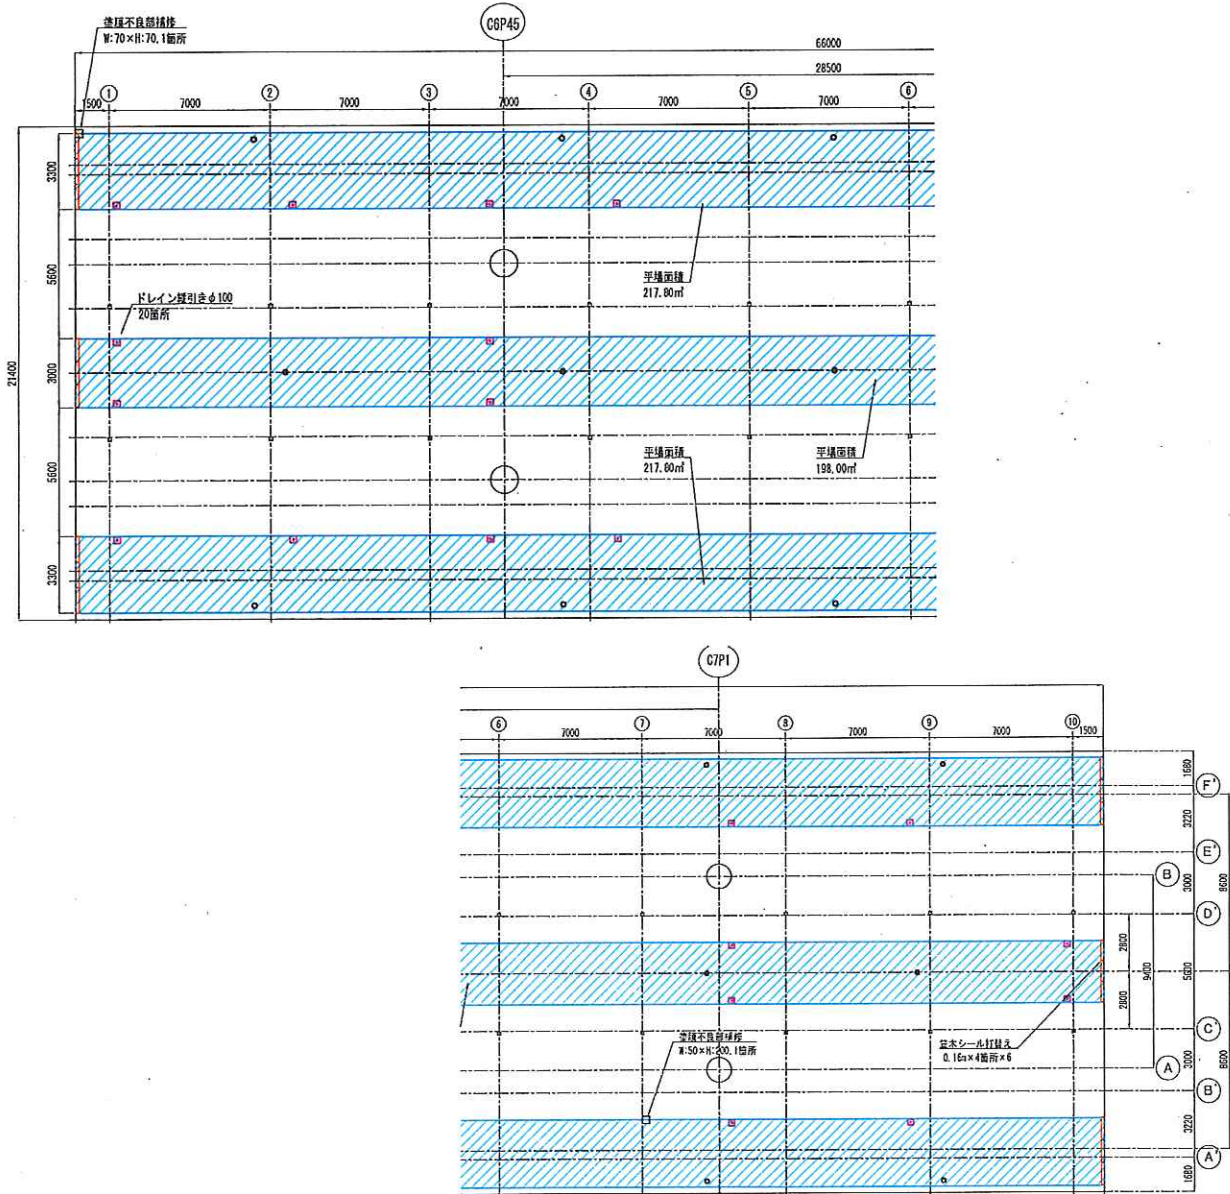 塗膜不良部補修
W:70×H:70.1箇所
C6P45
66000
28500
1500
①
7000
②
7000
③
7000
④
7000
⑤
7000
⑥
3300
5600
3000
5600
3300
21400
平場面積
217.80㎡
ドレイン縦引きφ100
20箇所
平場面積
217.80㎡
平場面積
198.00㎡
C7P1
⑥
7000
⑦
7000
⑧
7000
⑨
7000
⑩
1500
1680
F'
3220
E'
B
3000
8600
D'
2800
9400
5600
2800
C'
3000
A
8600
B'
3220
A'
1680
塗膜不良部補修
W:50×H:200.1箇所
笠木シール打替え
0.16m×4箇所×6